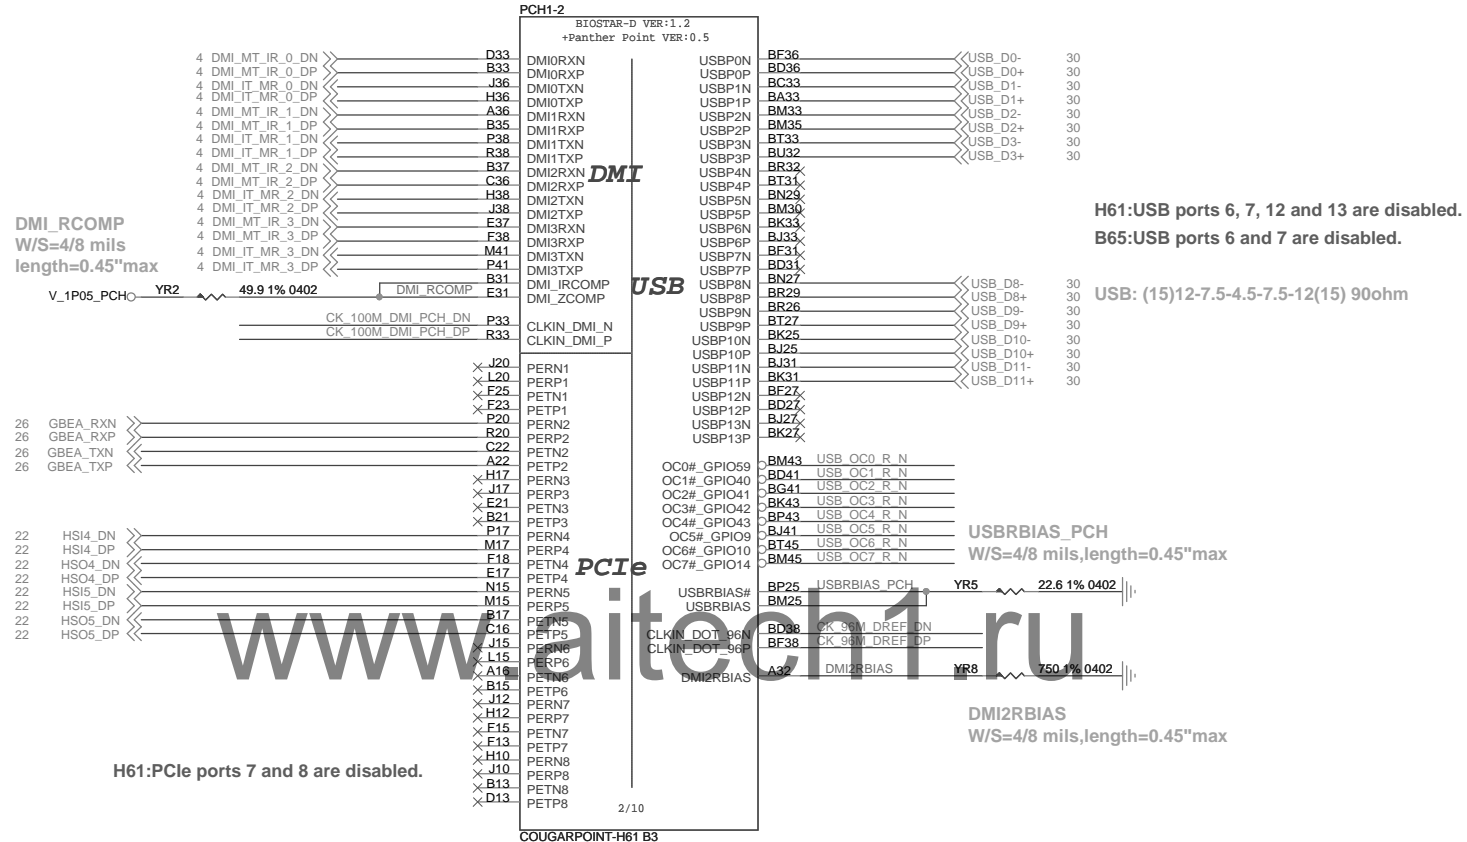 PCH1-2
BIOSTAR-D VER:1.2
+Panther Point VER:0.5
4 DMI_MT_IR_0_DN D33 DMI0RXN
4 DMI_MT_IR_0_DP B33 DMI0RXP
4 DMI_IT_MR_0_DN J36 DMI0TXN
4 DMI_IT_MR_0_DP H36 DMI0TXP
4 DMI_MT_IR_1_DN A36 DMI1RXN
4 DMI_MT_IR_1_DP B35 DMI1RXP
4 DMI_IT_MR_1_DN P38 DMI1TXN
4 DMI_IT_MR_1_DP R38 DMI1TXP
4 DMI_MT_IR_2_DN B37 DMI2RXN
4 DMI_MT_IR_2_DP C36 DMI2RXP
4 DMI_IT_MR_2_DN H38 DMI2TXN
4 DMI_IT_MR_2_DP J38 DMI2TXP
4 DMI_MT_IR_3_DN E37 DMI3RXN
4 DMI_MT_IR_3_DP F38 DMI3RXP
4 DMI_IT_MR_3_DN M41 DMI3TXN
4 DMI_IT_MR_3_DP P41 DMI3TXP
B31 DMI_IRCOMP
V_1P05_PCH YR2 49.9 1% 0402 DMI_RCOMP E31 DMI_ZCOMP
CK_100M_DMI_PCH_DN P33 CLKIN_DMI_N
CK_100M_DMI_PCH_DP R33 CLKIN_DMI_P
DMI
DMI_RCOMP
W/S=4/8 mils
length=0.45"max
J20 PERN1
L20 PERP1
F25 PETN1
F23 PETP1
26 GBEA_RXN P20 PERN2
26 GBEA_RXP R20 PERP2
26 GBEA_TXN C22 PETN2
26 GBEA_TXP A22 PETP2
H17 PERN3
J17 PERP3
E21 PETN3
B21 PETP3
22 HSI4_DN P17 PERN4
22 HSI4_DP M17 PERP4
22 HSO4_DN F18 PETN4
22 HSO4_DP E17 PETP4
22 HSI5_DN N15 PERN5
22 HSI5_DP M15 PERP5
22 HSO5_DN B17 PETN5
22 HSO5_DP C16 PETP5
J15 PERN6
L15 PERP6
A16 PETN6
B15 PETP6
J12 PERN7
H12 PERP7
F15 PETN7
F13 PETP7
H10 PERN8
J10 PERP8
B13 PETN8
D13 PETP8
PCIe
H61:PCIe ports 7 and 8 are disabled.
USBP0N BF36 USB_D0- 30
USBP0P BD36 USB_D0+ 30
USBP1N BC33 USB_D1- 30
USBP1P BA33 USB_D1+ 30
USBP2N BM33 USB_D2- 30
USBP2P BM35 USB_D2+ 30
USBP3N BT33 USB_D3- 30
USBP3P BU32 USB_D3+ 30
USBP4N BR32
USBP4P BT31
USBP5N BN29
USBP5P BM30
USBP6N BK33
USBP6P BJ33
USBP7N BF31
USBP7P BD31
USBP8N BN27 USB_D8- 30
USBP8P BR29 USB_D8+ 30
USBP9N BR26 USB_D9- 30
USBP9P BT27 USB_D9+ 30
USBP10N BK25 USB_D10- 30
USBP10P BJ25 USB_D10+ 30
USBP11N BJ31 USB_D11- 30
USBP11P BK31 USB_D11+ 30
USBP12N BF27
USBP12P BD27
USBP13N BJ27
USBP13P BK27
USB
H61:USB ports 6, 7, 12 and 13 are disabled.
B65:USB ports 6 and 7 are disabled.
USB: (15)12-7.5-4.5-7.5-12(15) 90ohm
OC0#_GPIO59 BM43 USB_OC0_R_N
OC1#_GPIO40 BD41 USB_OC1_R_N
OC2#_GPIO41 BG41 USB_OC2_R_N
OC3#_GPIO42 BK43 USB_OC3_R_N
OC4#_GPIO43 BP43 USB_OC4_R_N
OC5#_GPIO9 BJ41 USB_OC5_R_N
OC6#_GPIO10 BT45 USB_OC6_R_N
OC7#_GPIO14 BM45 USB_OC7_R_N
USBRBIAS_PCH
W/S=4/8 mils,length=0.45"max
USBRBIAS# BP25 USBRBIAS_PCH YR5 22.6 1% 0402
USBRBIAS BM25
CLKIN_DOT_96N BD38 CK_96M_DREF_DN
CLKIN_DOT_96P BF38 CK_96M_DREF_DP
DMI2RBIAS A32 DMI2RBIAS YR8 750 1% 0402
DMI2RBIAS
W/S=4/8 mils,length=0.45"max
www.aitech1.ru
2/10
COUGARPOINT-H61 B3